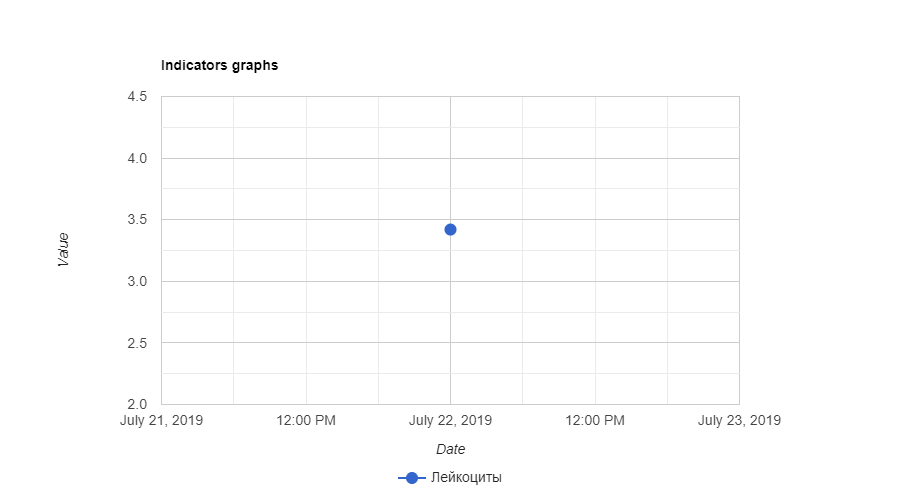 Indicators graphs
4.5
4.0
3.5
3.0
2.5
2.0
Value
July 21, 2019 12:00 PM July 22, 2019 12:00 PM July 23, 2019
Date
Лейкоциты